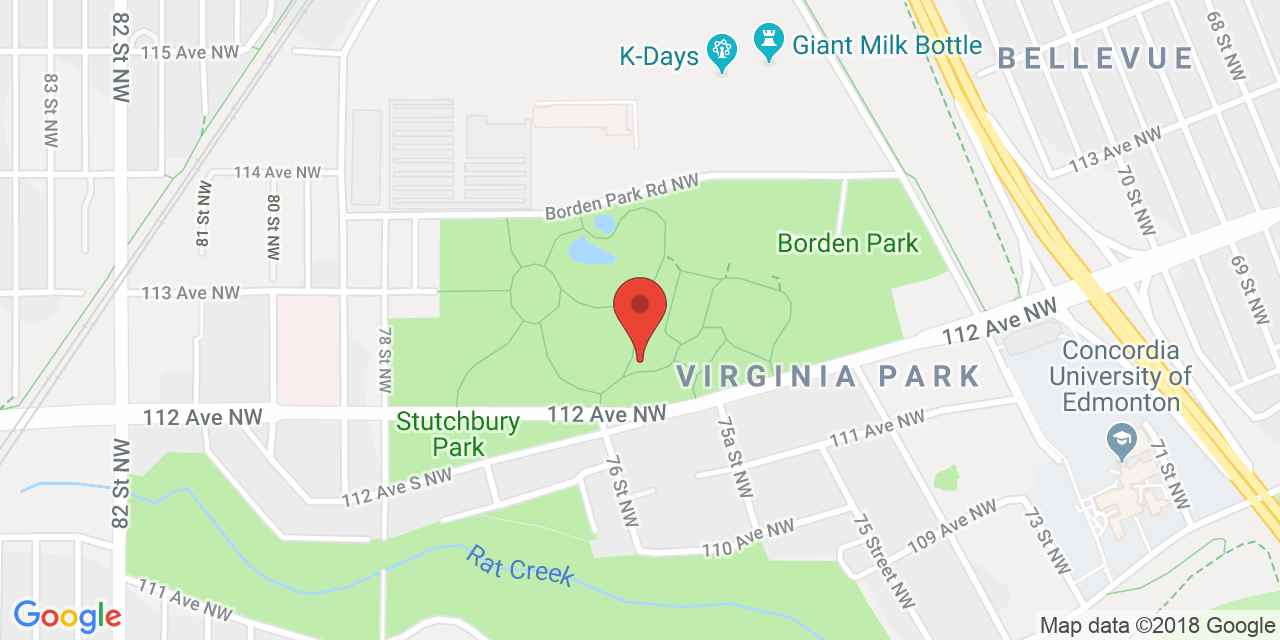 82 St NW
115 Ave NW
83 St NW
K-Days
Giant Milk Bottle
68 St NW
BELLEVUE
113 Ave NW
114 Ave NW
81 St NW
80 St NW
Borden Park Rd NW
70 St NW
Borden Park
69 St NW
113 Ave NW
78 St NW
112 Ave NW
VIRGINIA PARK
Concordia
University of
Edmonton
112 Ave NW
112 Ave NW
Stutchbury
Park
75a St NW
111 Ave NW
82 St NW
112 Ave S NW
76 St NW
71 St NW
110 Ave NW
75 Street NW
109 Ave NW
73 St NW
Rat Creek
111 Ave NW
Google
Map data ©2018 Google